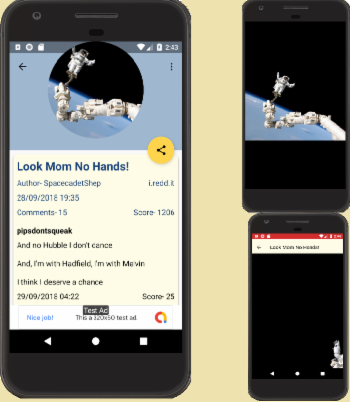 2:43
Look Mom No Hands!
Author- SpacecadetShep i.redd.it
28/09/2018 19:35
Comments- 15 Score- 1206
pipsdontsqueak
And no Hubble I don't cance
And, I'm with Hadfield, I'm with Melvin
I think I deserve a chance
29/09/2018 04:22 Score- 25
Test Ad
Nice job! This is a 320x50 test ad.
Look Mom No Hands!